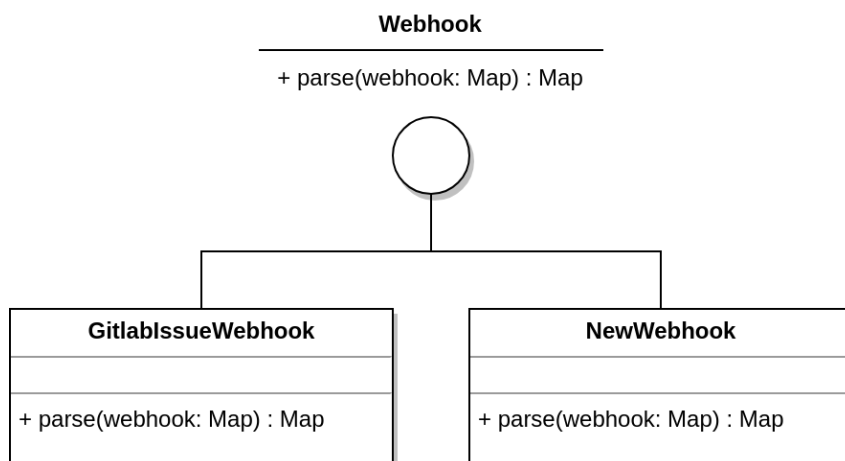 Webhook
+ parse(webhook: Map) : Map
GitlabIssueWebhook
+ parse(webhook: Map) : Map
NewWebhook
+ parse(webhook: Map) : Map